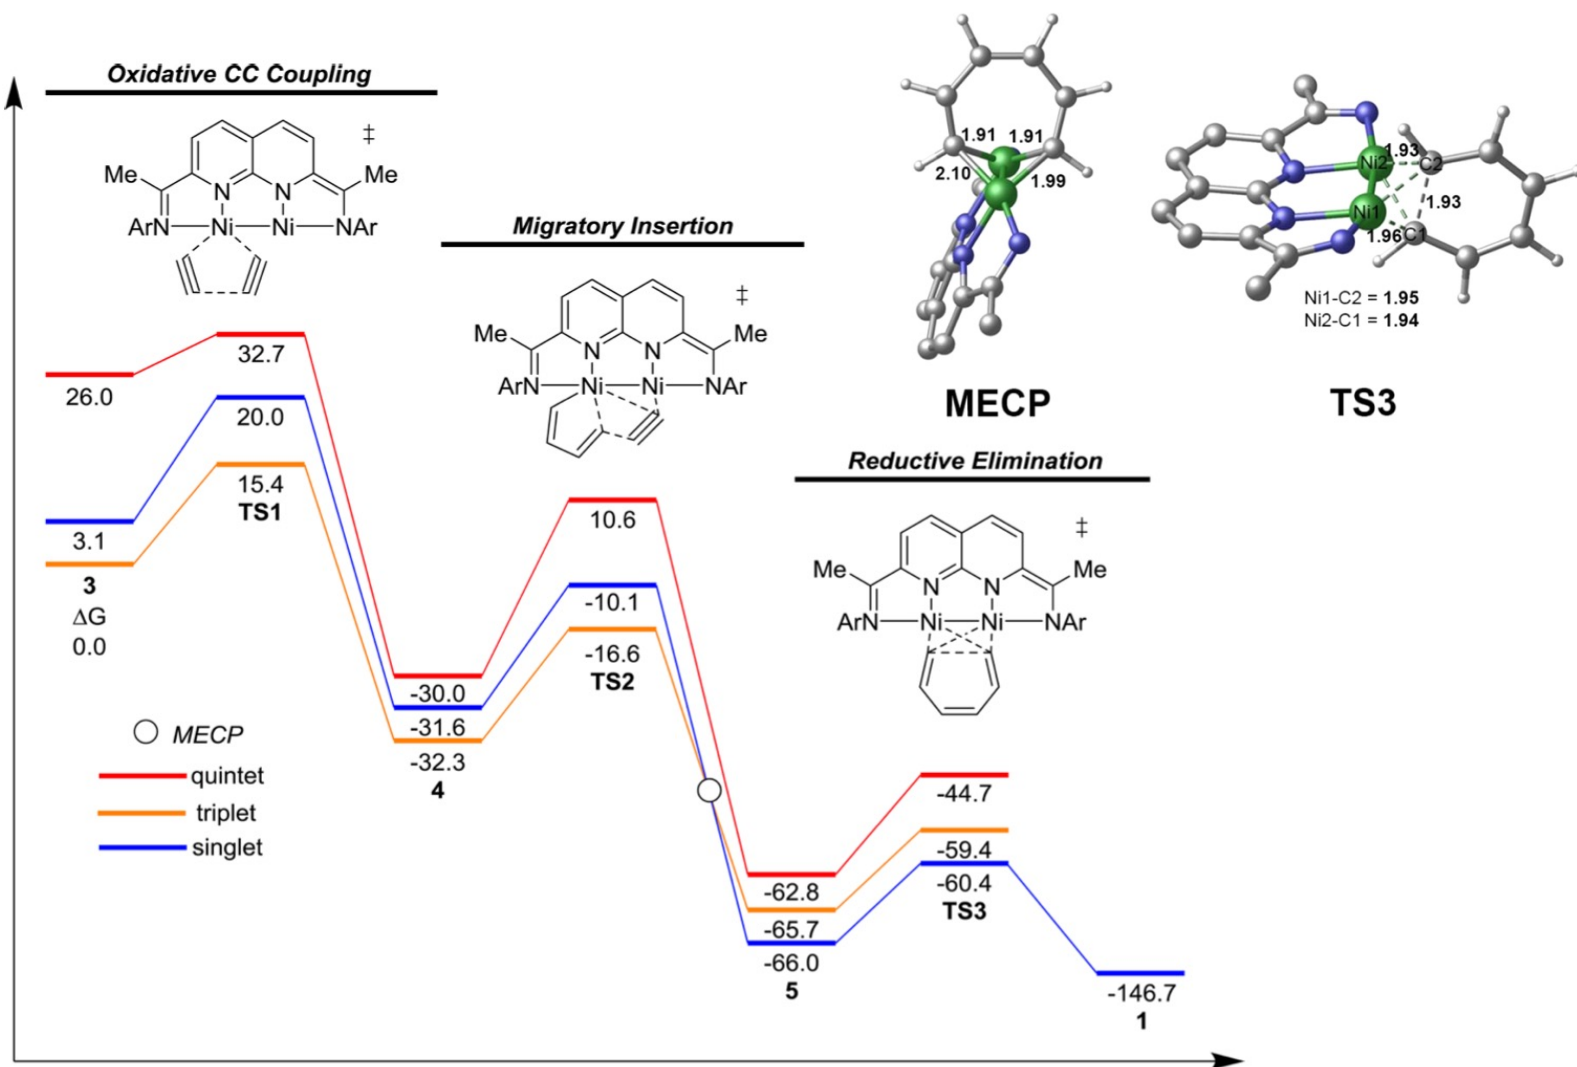 Oxidative CC Coupling
‡
Me
Me
N
N
ArN
Ni
Ni
NAr
26.0
32.7
20.0
15.4
TS1
3.1
3
ΔG
0.0
Migratory Insertion
‡
Me
Me
N
N
ArN
Ni
Ni
NAr
10.6
-10.1
-16.6
TS2
-30.0
-31.6
-32.3
4
MECP
quintet
triplet
singlet
Reductive Elimination
‡
Me
Me
N
N
ArN
Ni
Ni
NAr
-62.8
-65.7
-66.0
5
-44.7
-59.4
-60.4
TS3
-146.7
1
1.91
1.91
2.10
1.99
MECP
Ni2
1.93
C2
Ni1
1.93
1.96
C1
Ni1-C2 = 1.95
Ni2-C1 = 1.94
TS3